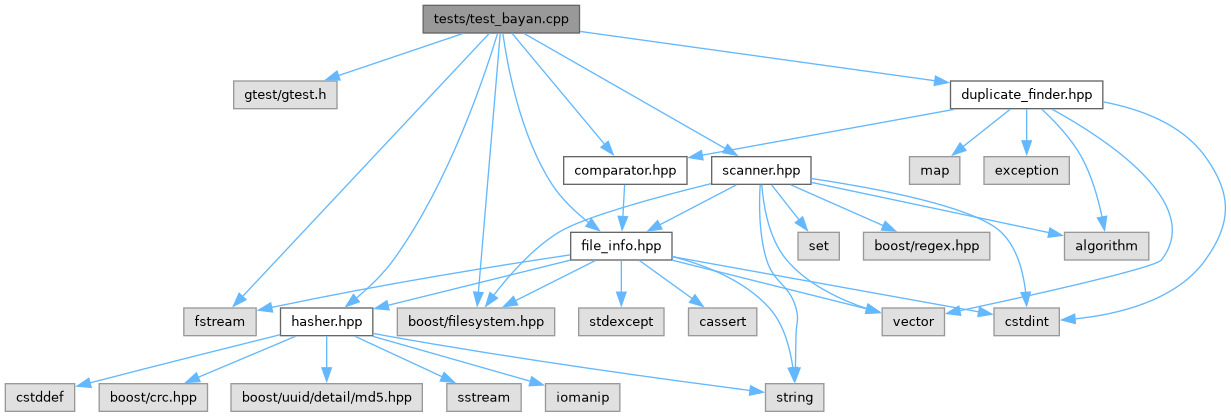 tests/test_bayan.cpp
gtest/gtest.h
duplicate_finder.hpp
comparator.hpp
scanner.hpp
map
exception
file_info.hpp
set
boost/regex.hpp
algorithm
fstream
hasher.hpp
boost/filesystem.hpp
stdexcept
cassert
vector
cstdint
cstddef
boost/crc.hpp
boost/uuid/detail/md5.hpp
sstream
iomanip
string